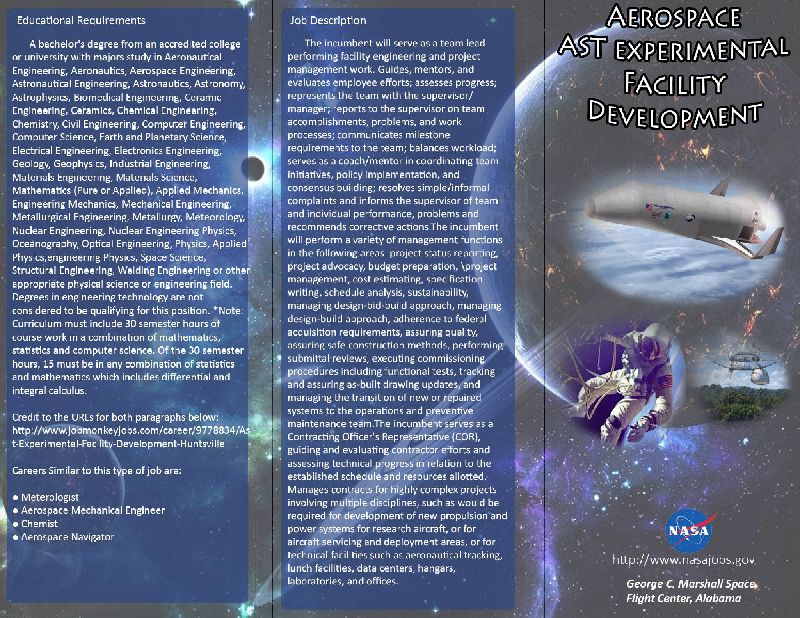 Educational Requirements
A bachelor's degree from an accredited college
or university with majors study in Aeronautical
Engineering, Aeronautics, Aerospace Engineering,
Astronautical Engineering, Astronautics, Astronomy,
Astrophysics, Biomedical Engineering, Ceramic
Engineering, Ceramics, Chemical Engineering,
Chemistry, Civil Engineering, Computer Engineering,
Computer Science, Earth and Planetary Science,
Electrical Engineering, Electronics Engineering,
Geology, Geophysics, Industrial Engineering,
Materials Engineering, Materials Science,
Mathematics (Pure or Applied), Applied Mechanics,
Engineering Mechanics, Mechanical Engineering,
Metallurgical Engineering, Metallurgy, Meteorology,
Nuclear Engineering, Nuclear Engineering Physics,
Oceanography, Optical Engineering, Physics, Applied
Physics,engineering Physics, Space Science,
Structural Engineering, Welding Engineering or other
appropriate physical science or engineering field.
Degrees in engineering technology are not
considered to be qualifying for this position. *Note:
Curriculum must include 30 semester hours of
course work in a combination of mathematics,
statistics and computer science. Of the 30 semester
hours, 15 must be in any combination of statistics
and mathematics which includes differential and
integral calculus.
Credit to the URLs for both paragraphs below:
http://www.jobmonkeyjobs.com/career/9778834/As
t-Experimental-Facility-Development-Huntsville
Careers Similar to this type of job are:
● Meterologist
● Aerospace Mechanical Engineer
● Chemist
● Aerospace Navigator
Job Description
The incumbent will serve as a team lead
performing facility engineering and project
management work. Guides, mentors, and
evaluates employee efforts; assesses progress;
represents the team with the supervisor/
manager; reports to the supervisor on team
accomplishments, problems, and work
processes; communicates milestone
requirements to the team; balances workload;
serves as a coach/mentor in coordinating team
initiatives, policy implementation, and
consensus building; resolves simple/informal
complaints and informs the supervisor of team
and individual performance, problems and
recommends corrective actions.The incumbent
will perform a variety of management functions
in the following areas: project status reporting,
project advocacy, budget preparation, \project
management, cost estimating, specification
writing, schedule analysis, sustainability,
managing design-bid-build approach, managing
design-build approach, adherence to federal
acquisition requirements, assuring quality,
assuring safe construction methods, performing
submittal reviews, executing commissioning
procedures including functional tests, tracking
and assuring as-built drawing updates, and
managing the transition of new or repaired
systems to the operations and preventive
maintenance team.The incumbent serves as a
Contracting Officer's Representative (COR),
guiding and evaluating contractor efforts and
assessing technical progress in relation to the
established schedule and resources allotted.
Manages contracts for highly complex projects
involving multiple disciplines, such as would be
required for development of new propulsion and
power systems for research aircraft, or for
aircraft servicing and deployment areas, or for
technical facilities such as aeronautical tracking,
lunch facilities, data centers, hangars,
laboratories, and offices.
Aerospace
AST experimental
Facility
Development
NASA
http://www.nasajobs.gov
George C. Marshall Space
Flight Center, Alabama